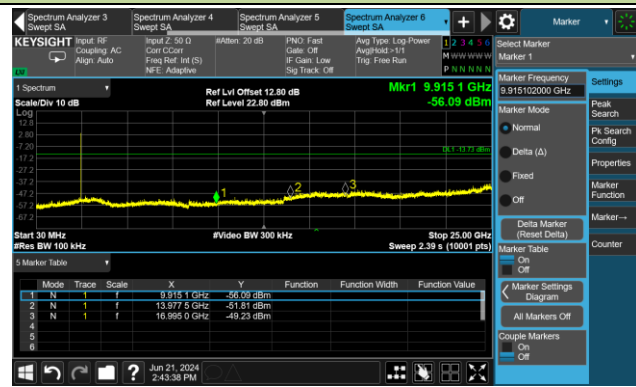 Spectrum Analyzer 3
Swept SA
Spectrum Analyzer 4
Swept SA
Spectrum Analyzer 5
Swept SA
Spectrum Analyzer 6
Swept SA
Marker
KEYSIGHT
Input: RF
Coupling: AC
Align: Auto
Input Z: 50 Ω
Corr CCorr
Freq Ref: Int (S)
NFE: Adaptive
#Atten: 20 dB
PNO: Fast
Gate: Off
IF Gain: Low
Sig Track: Off
Avg Type: Log-Power
Avg|Hold:>1/1
Trig: Free Run
1 2 3 4 5 6
M W W W W W
P N N N N N
Select Marker
Marker 1
1 Spectrum
Scale/Div 10 dB
Log
Ref Lvl Offset 12.80 dB
Ref Level 22.80 dBm
Mkr1 9.915 1 GHz
-56.09 dBm
12.8
2.80
-7.20
-17.2
-27.2
-37.2
-47.2
-57.2
-67.2
DL1 -13.73 dBm
1
2
3
Start 30 MHz
#Res BW 100 kHz
#Video BW 300 kHz
Stop 25.00 GHz
Sweep 2.39 s (10001 pts)
5 Marker Table
Mode Trace Scale X Y Function Function Width Function Value
1 N 1 f 9.915 1 GHz -56.09 dBm
2 N 1 f 13.977 5 GHz -51.81 dBm
3 N 1 f 16.995 0 GHz -49.23 dBm
4
5
6
Marker Frequency
9.915102000 GHz
Marker Mode
Normal
Delta (Δ)
Fixed
Off
Delta Marker
(Reset Delta)
Marker Table
On
Off
Marker Settings
Diagram
All Markers Off
Couple Markers
On
Off
Settings
Peak
Search
Pk Search
Config
Properties
Marker
Function
Marker→
Counter
?
Jun 21, 2024
2:43:38 PM